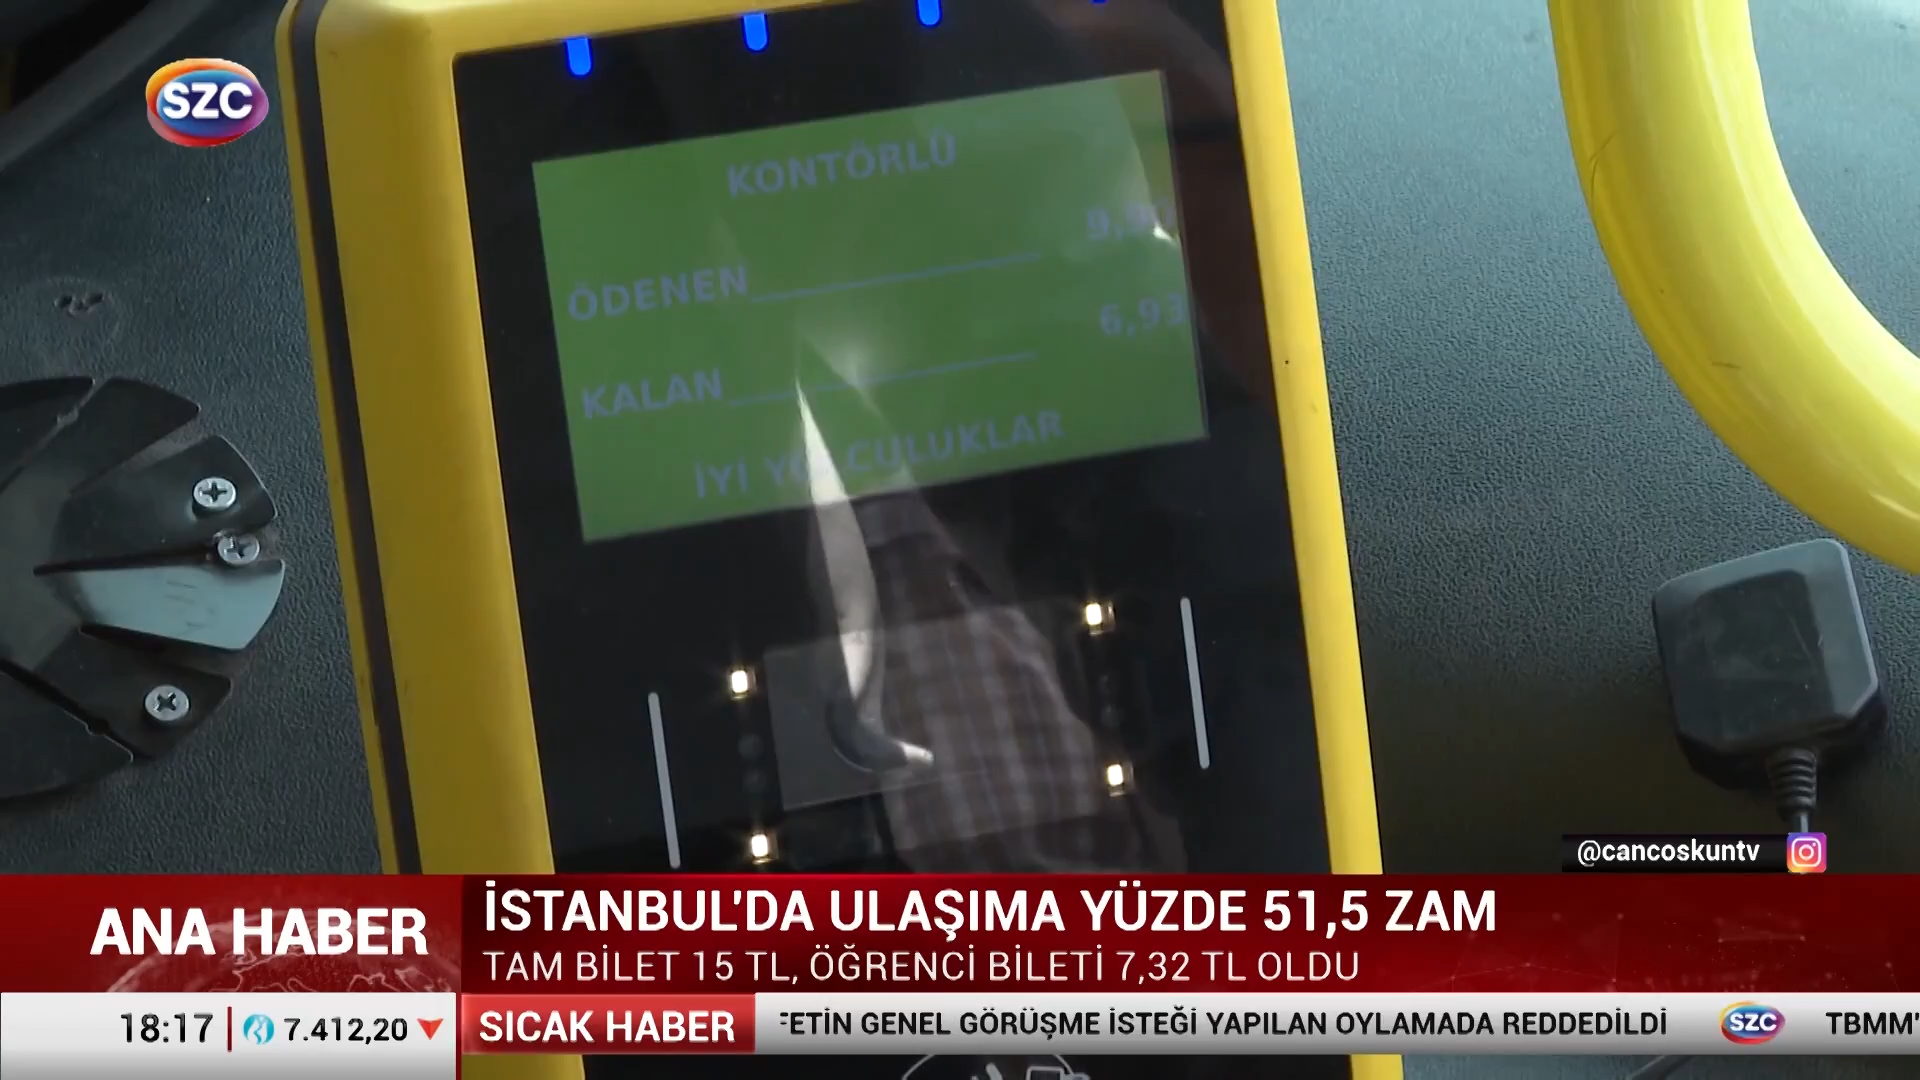 SZC
KONTÖRLÜ
ÖDENEN
KALAN 6,93
İYİ YOLCULUKLAR
@cancoskuntv
ANA HABER
İSTANBUL'DA ULAŞIMA YÜZDE 51,5 ZAM
TAM BİLET 15 TL, ÖĞRENCİ BİLETİ 7,32 TL OLDU
18:17 7.412,20
SICAK HABER
ETİN GENEL GÖRÜŞME İSTEĞİ YAPILAN OYLAMADA REDDEDİLDİ SZC TBMM'